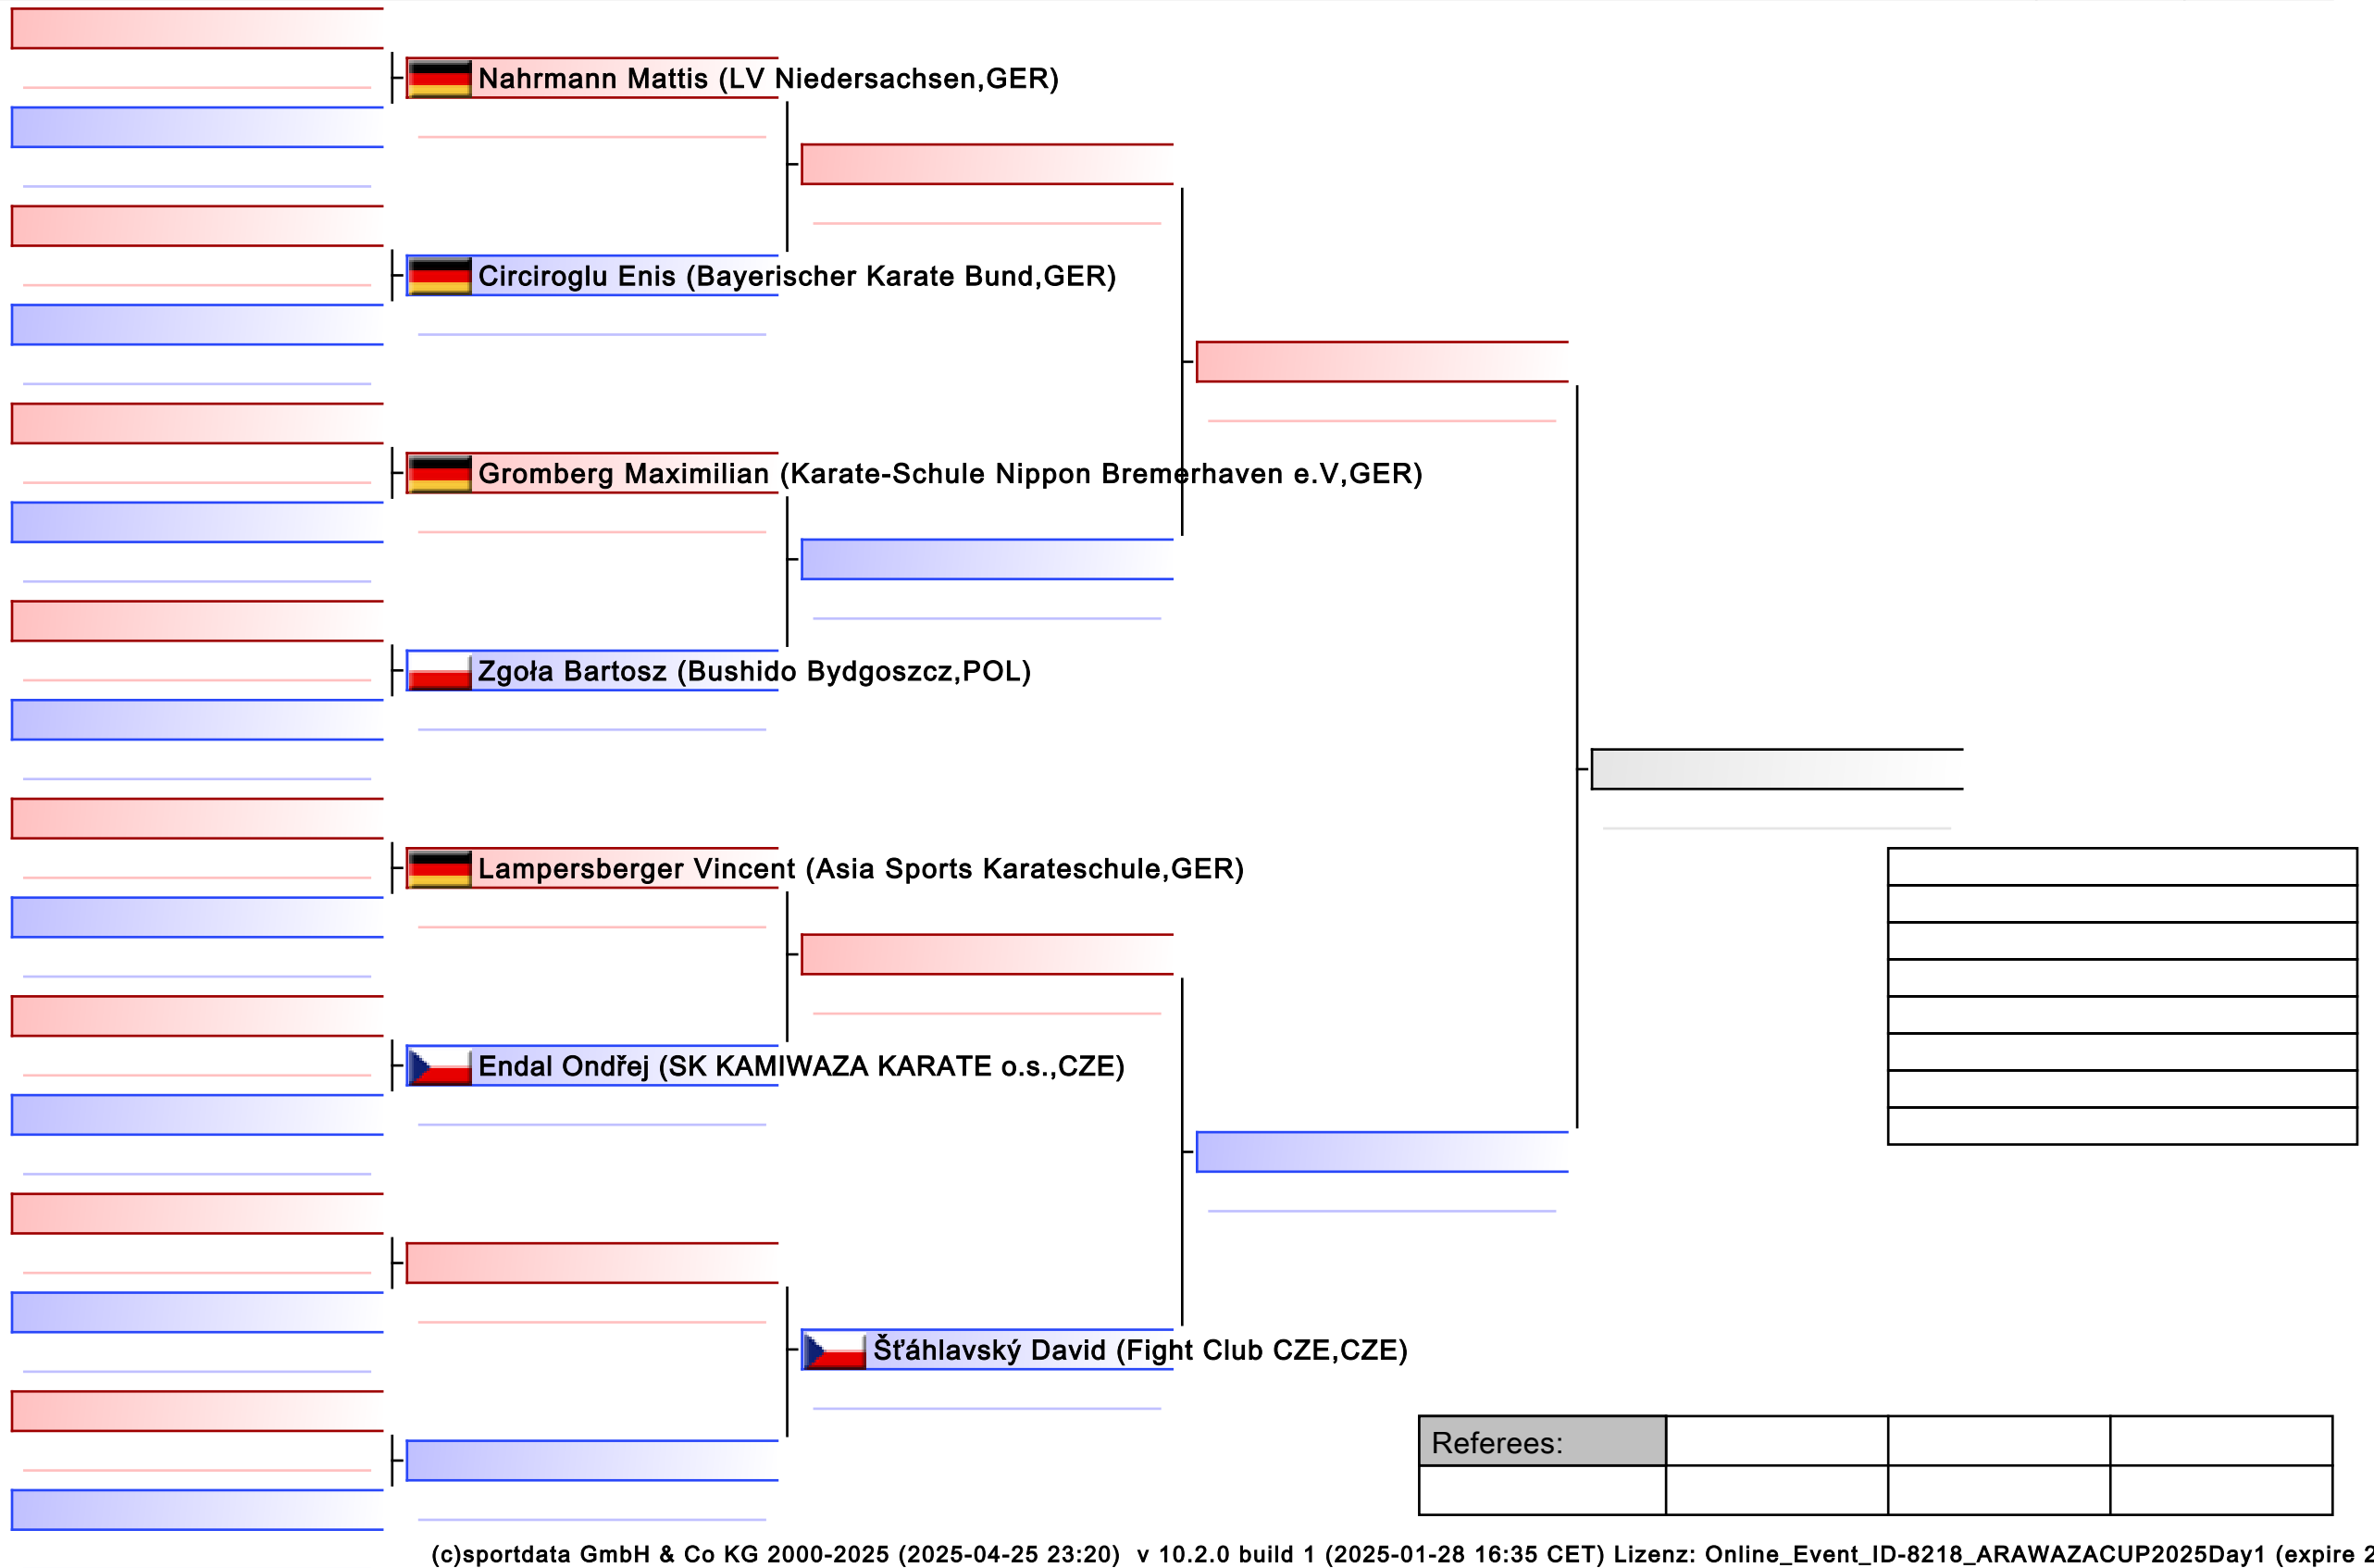 Nahrmann Mattis (LV Niedersachsen,GER)
Circiroglu Enis (Bayerischer Karate Bund,GER)
Gromberg Maximilian (Karate-Schule Nippon Bremerhaven e.V,GER)
Zgoła Bartosz (Bushido Bydgoszcz,POL)
Lampersberger Vincent (Asia Sports Karateschule,GER)
Endal Ondřej (SK KAMIWAZA KARATE o.s.,CZE)
Šťáhlavský David (Fight Club CZE,CZE)
Referees:
(c)sportdata GmbH & Co KG 2000-2025 (2025-04-25 23:20) v 10.2.0 build 1 (2025-01-28 16:35 CET) Lizenz: Online_Event_ID-8218_ARAWAZACUP2025Day1 (expire